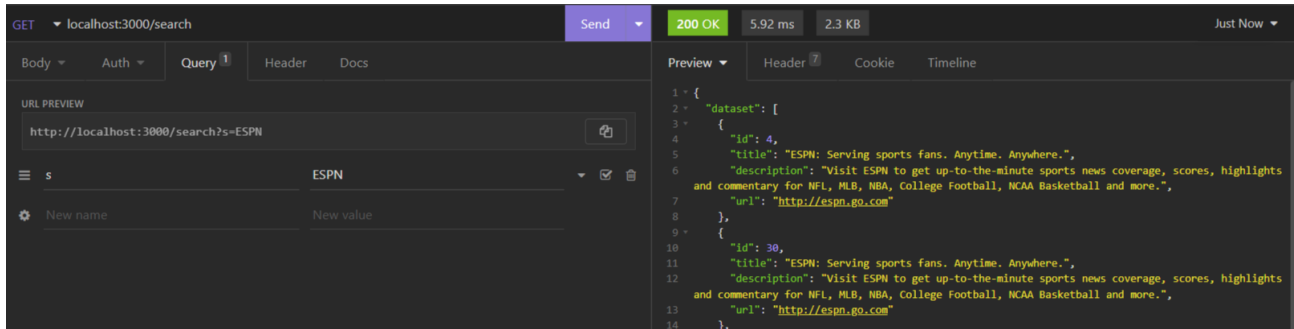 GET localhost:3000/search Send
Body Auth Query 1 Header Docs
URL PREVIEW
http://localhost:3000/search?s=ESPN
s ESPN
New name New value
200 OK 5.92 ms 2.3 KB Just Now
Preview Header 7 Cookie Timeline
1 {
2 "dataset": [
3 {
4 "id": 4,
5 "title": "ESPN: Serving sports fans. Anytime. Anywhere.",
6 "description": "Visit ESPN to get up-to-the-minute sports news coverage, scores, highlights
and commentary for NFL, MLB, NBA, College Football, NCAA Basketball and more.",
7 "url": "http://espn.go.com"
8 },
9 {
10 "id": 30,
11 "title": "ESPN: Serving sports fans. Anytime. Anywhere.",
12 "description": "Visit ESPN to get up-to-the-minute sports news coverage, scores, highlights
and commentary for NFL, MLB, NBA, College Football, NCAA Basketball and more.",
13 "url": "http://espn.go.com"
14 },